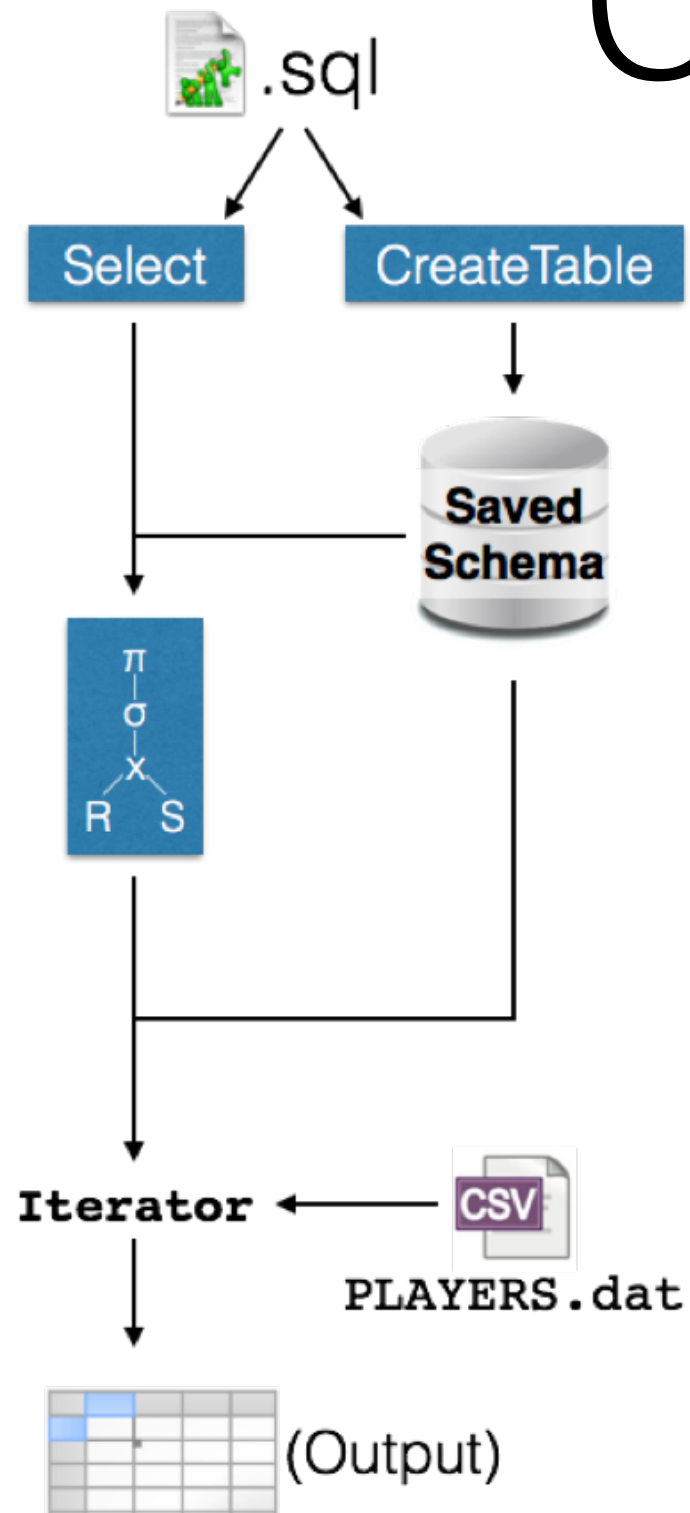 .sql
Select
CreateTable
Saved
Schema
π
σ
x
R S
Iterator
CSV
PLAYERS.dat
(Output)